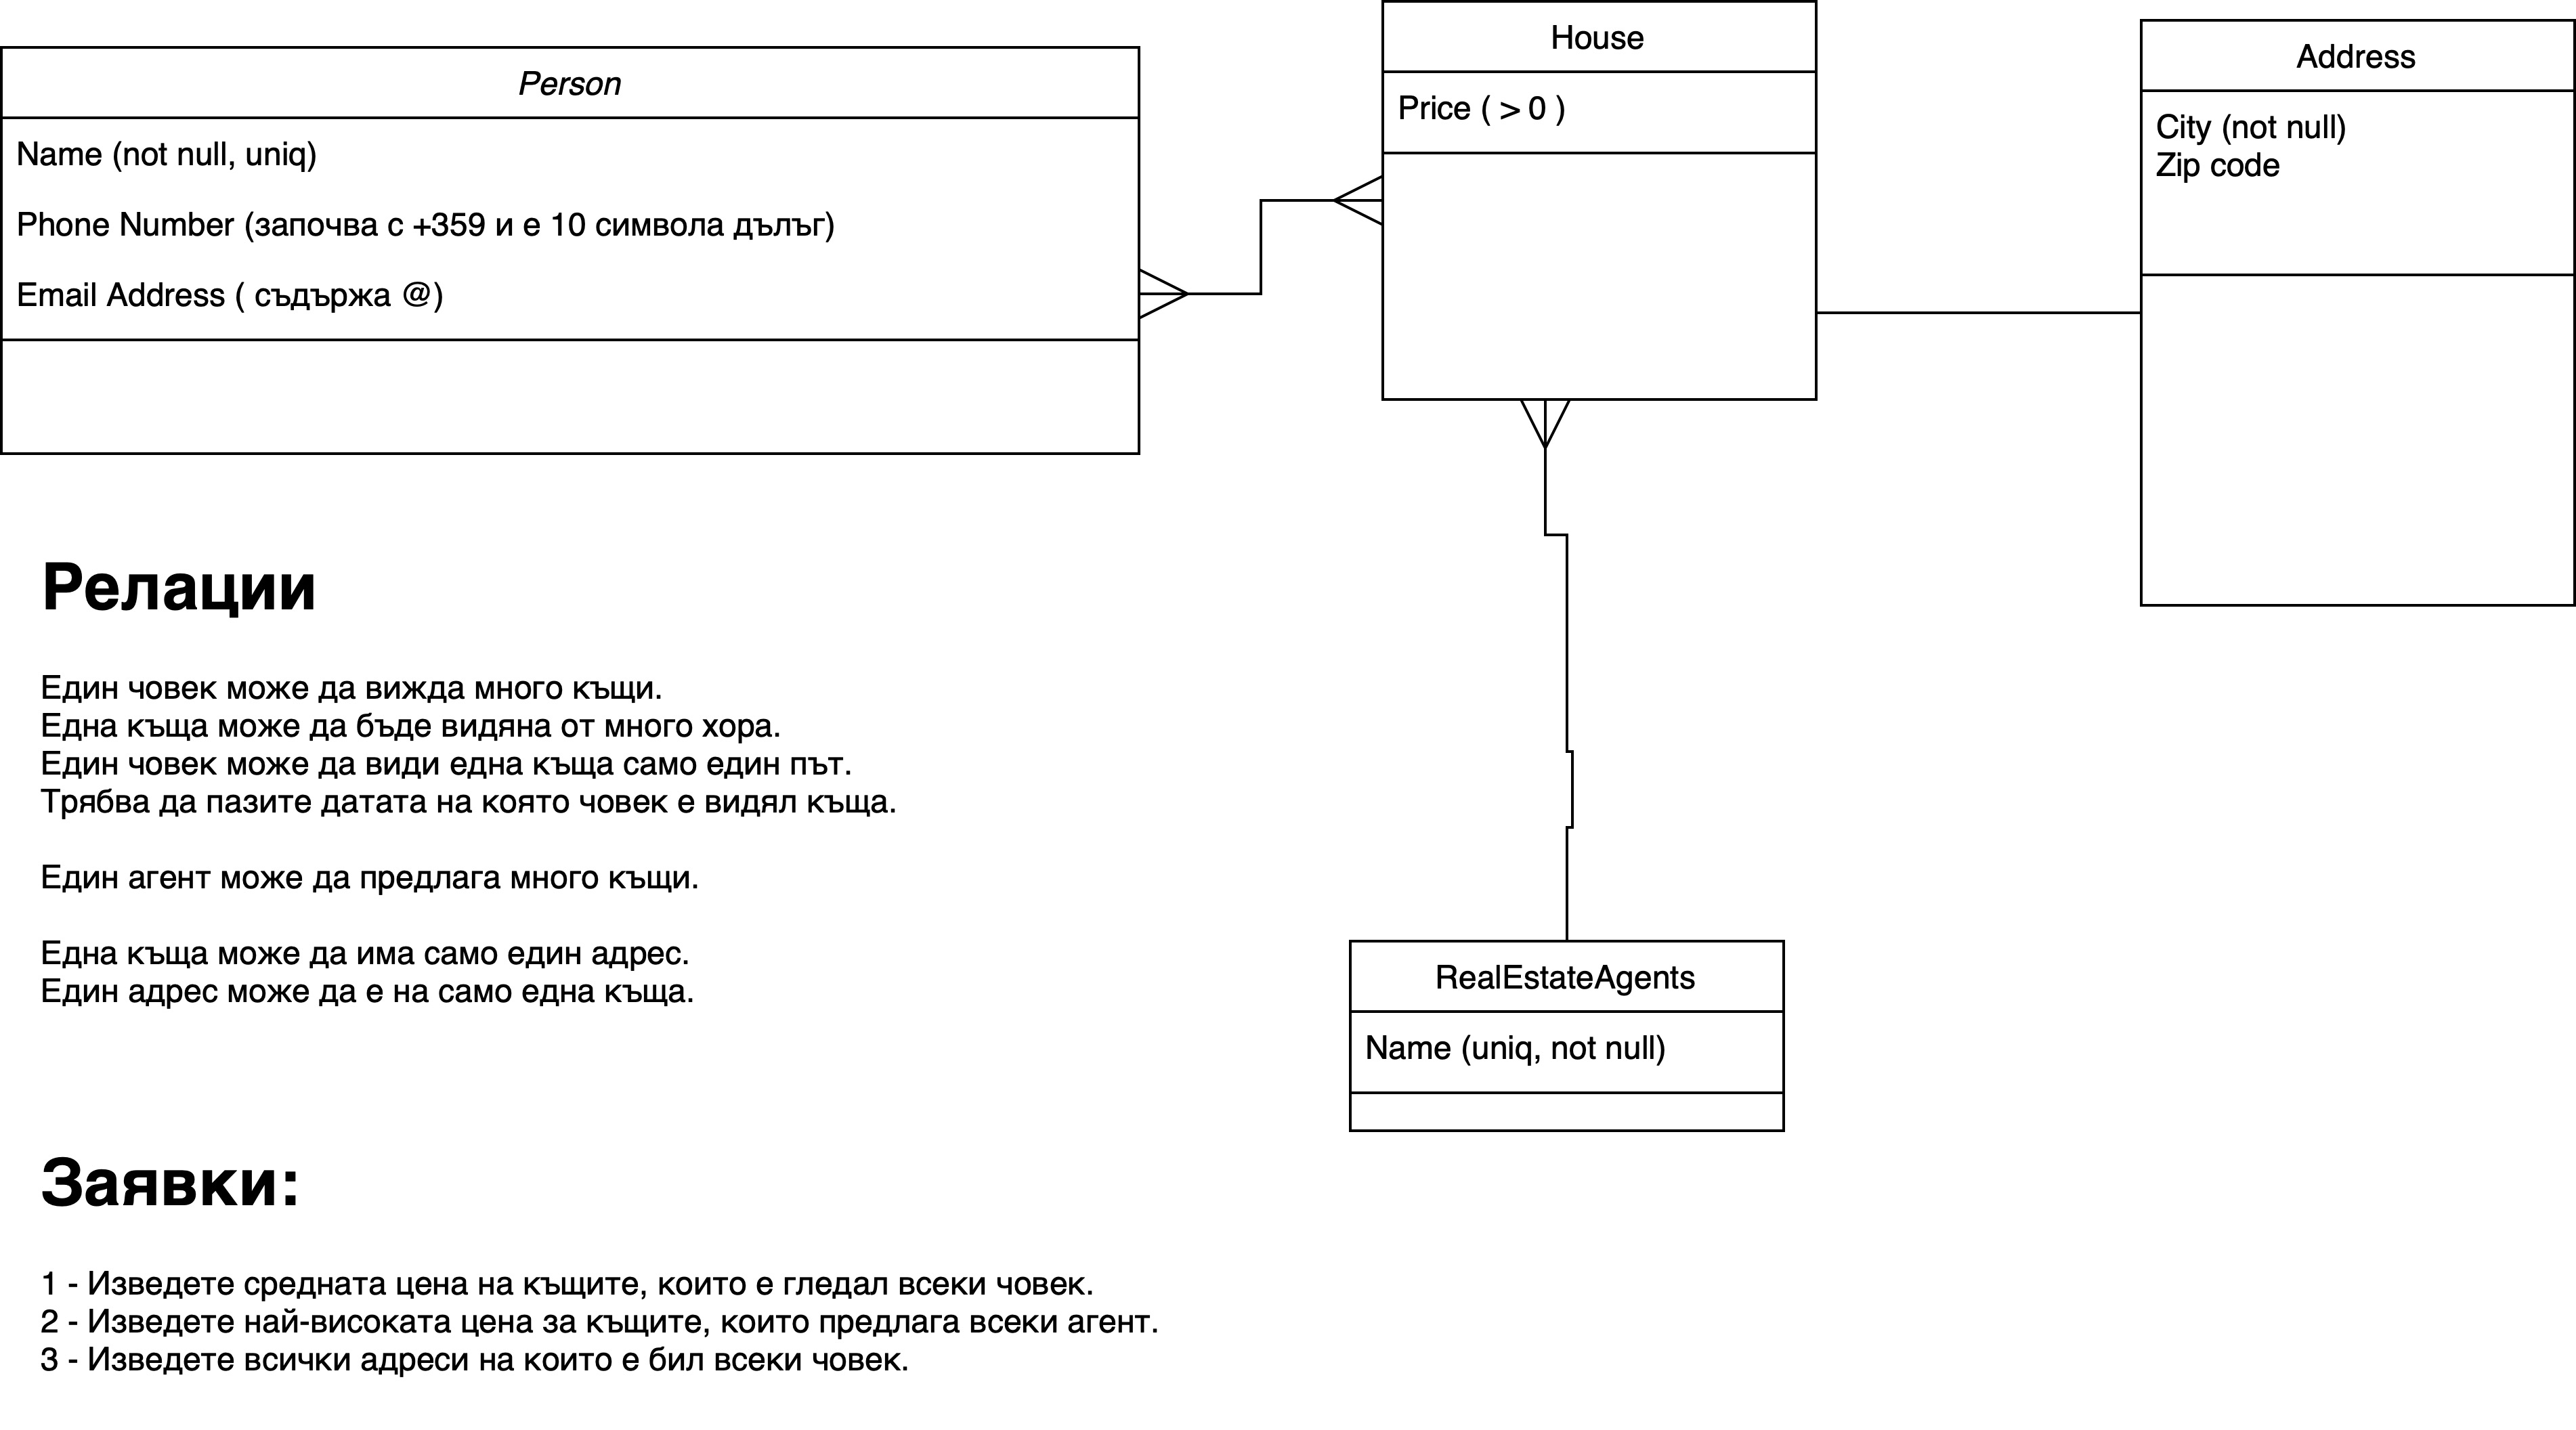 Person
Name (not null, uniq)
Phone Number (започва с +359 и е 10 символа дълъг)
Email Address ( съдържа @)
House
Price ( > 0 )
Address
City (not null)
Zip code
Релации
Един човек може да вижда много къщи.
Една къща може да бъде видяна от много хора.
Един човек може да види една къща само един път.
Трябва да пазите датата на която човек е видял къща.
Един агент може да предлага много къщи.
Една къща може да има само един адрес.
Един адрес може да е на само една къща.
RealEstateAgents
Name (uniq, not null)
Заявки:
1 - Изведете средната цена на къщите, които е гледал всеки човек.
2 - Изведете най-високата цена за къщите, които предлага всеки агент.
3 - Изведете всички адреси на които е бил всеки човек.